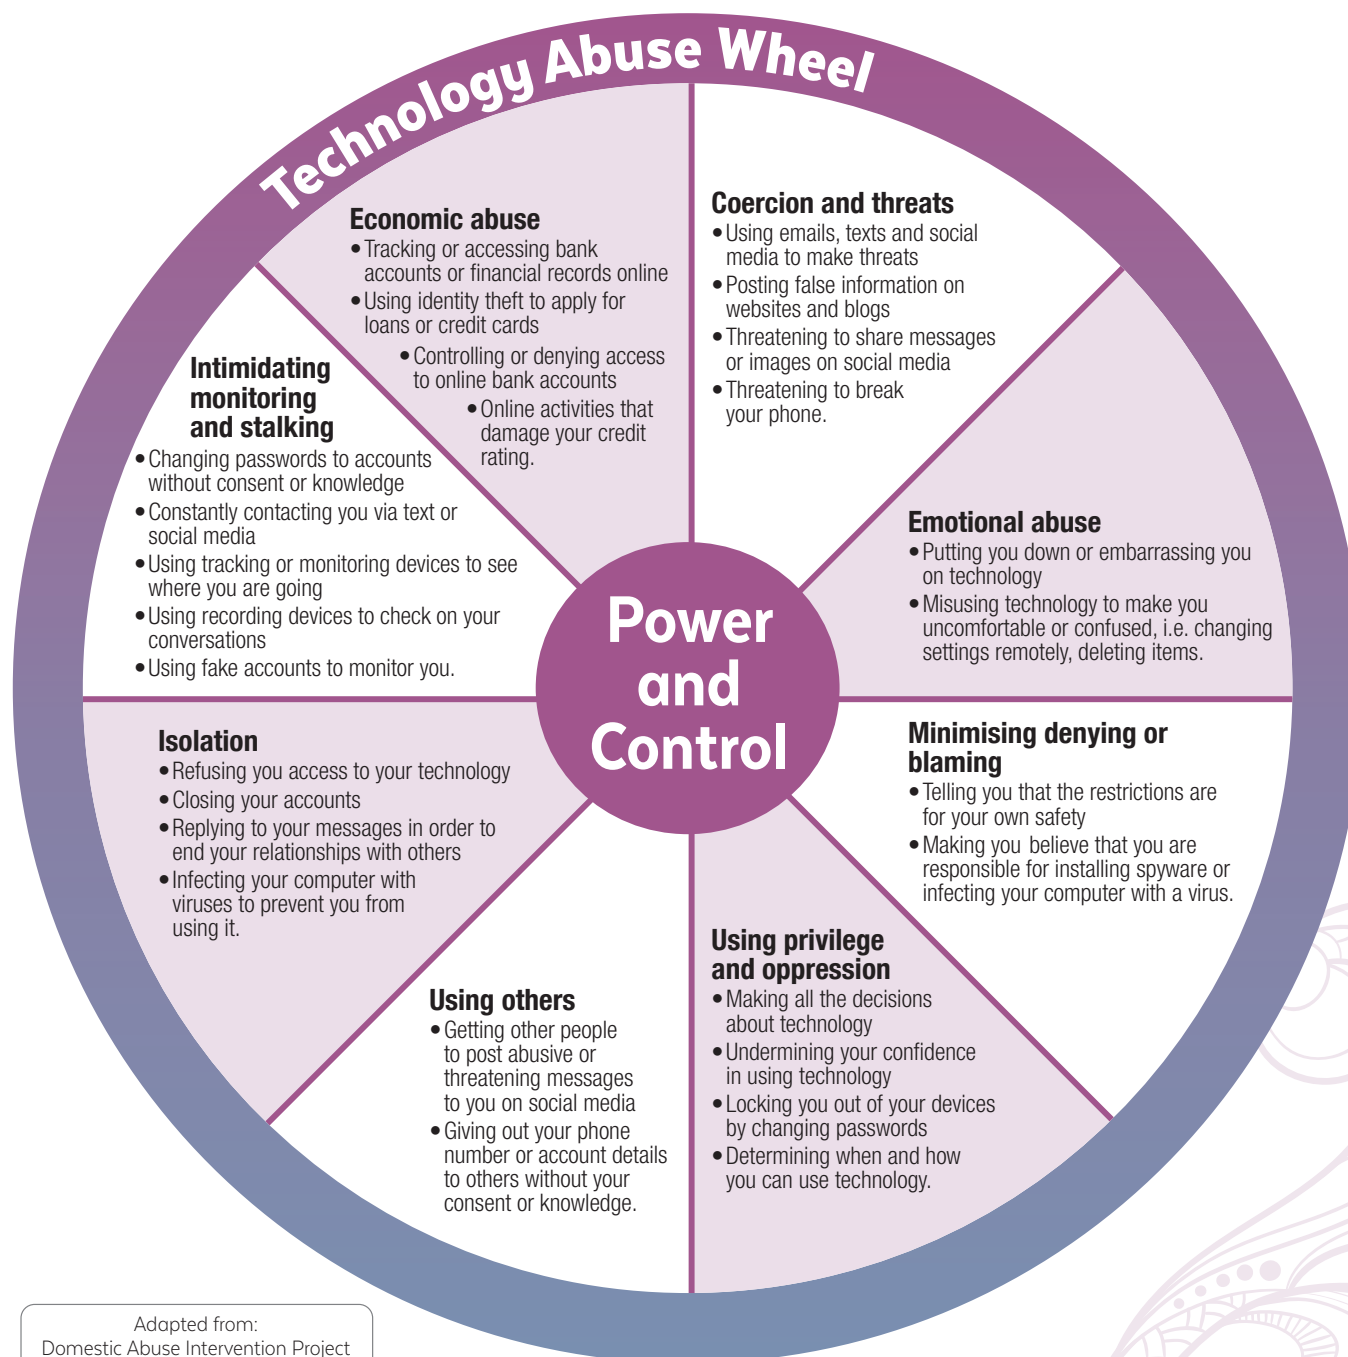 Technology Abuse Wheel
Economic abuse
• Tracking or accessing bank
accounts or financial records online
• Using identity theft to apply for
loans or credit cards
• Controlling or denying access
to online bank accounts
• Online activities that
damage your credit
rating.
Coercion and threats
• Using emails, texts and social
media to make threats
• Posting false information on
websites and blogs
• Threatening to share messages
or images on social media
• Threatening to break
your phone.
Emotional abuse
• Putting you down or embarrassing you
on technology
• Misusing technology to make you
uncomfortable or confused, i.e. changing
settings remotely, deleting items.
Minimising denying or
blaming
• Telling you that the restrictions are
for your own safety
• Making you believe that you are
responsible for installing spyware or
infecting your computer with a virus.
Using privilege
and oppression
• Making all the decisions
about technology
• Undermining your confidence
in using technology
• Locking you out of your devices
by changing passwords
• Determining when and how
you can use technology.
Using others
• Getting other people
to post abusive or
threatening messages
to you on social media
• Giving out your phone
number or account details
to others without your
consent or knowledge.
Isolation
• Refusing you access to your technology
• Closing your accounts
• Replying to your messages in order to
end your relationships with others
• Infecting your computer with
viruses to prevent you from
using it.
Intimidating
monitoring
and stalking
• Changing passwords to accounts
without consent or knowledge
• Constantly contacting you via text or
social media
• Using tracking or monitoring devices to see
where you are going
• Using recording devices to check on your
conversations
• Using fake accounts to monitor you.
Power
and
Control
Adapted from:
Domestic Abuse Intervention Project